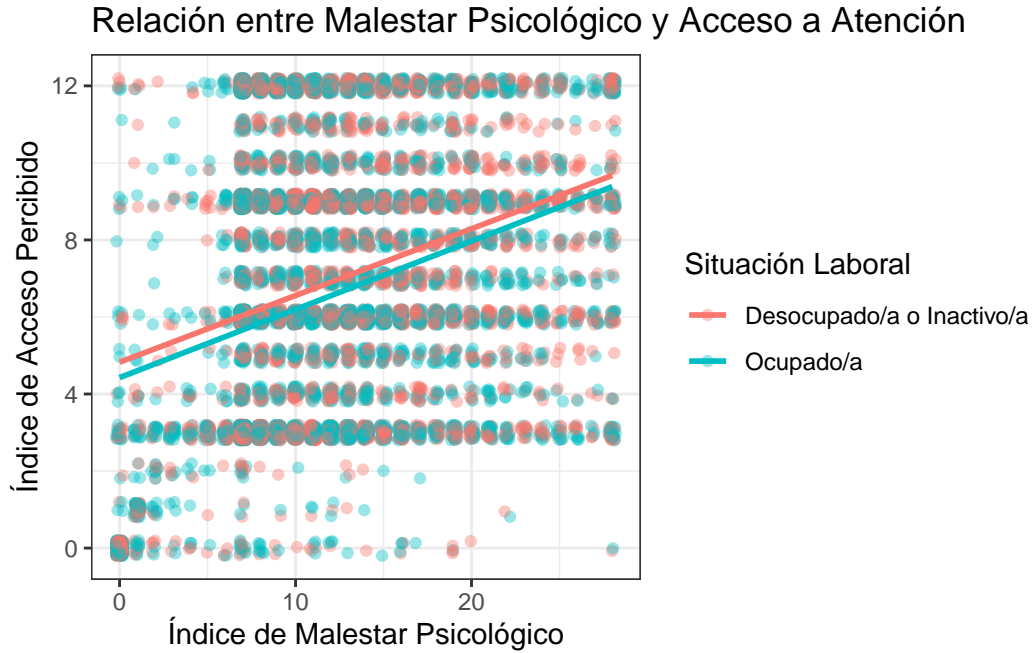 Relación entre Malestar Psicológico y Acceso a Atención
12
8
4
0
Índice de Acceso Percibido
0 10 20
Índice de Malestar Psicológico
Situación Laboral
Desocupado/a o Inactivo/a
Ocupado/a